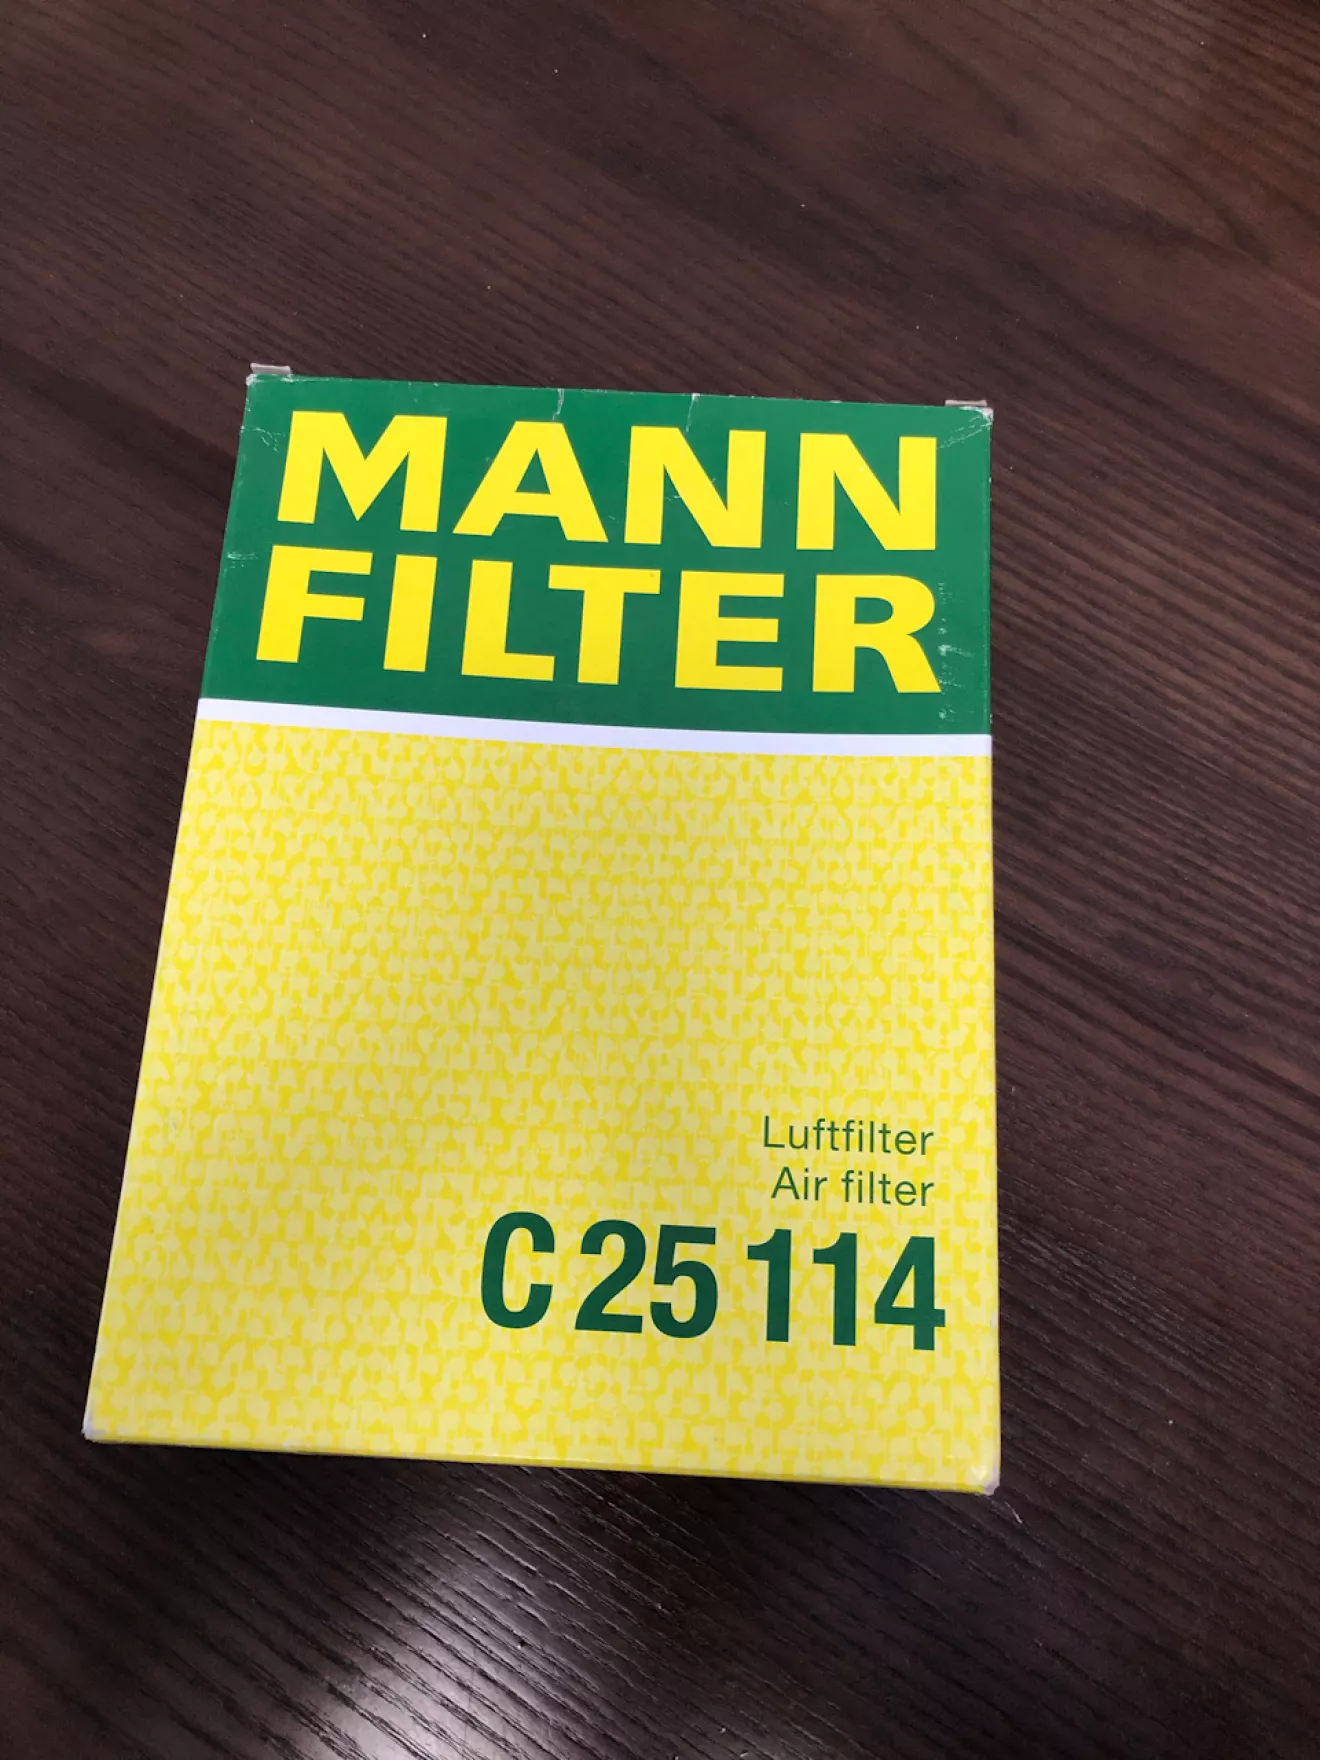 MANN
FILTER
Luftfilter
Air filter
C 25 114